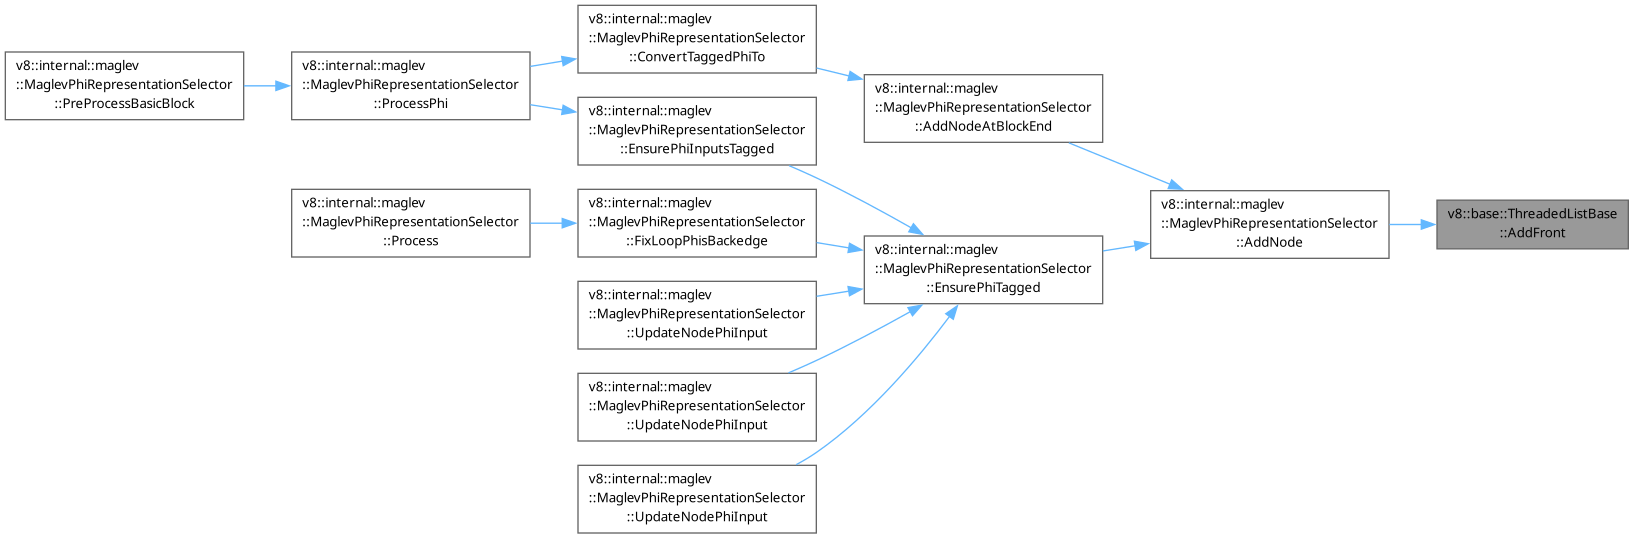 v8::internal::maglev
::MaglevPhiRepresentationSelector
::PreProcessBasicBlock
v8::internal::maglev
::MaglevPhiRepresentationSelector
::ProcessPhi
v8::internal::maglev
::MaglevPhiRepresentationSelector
::Process
v8::internal::maglev
::MaglevPhiRepresentationSelector
::ConvertTaggedPhiTo
v8::internal::maglev
::MaglevPhiRepresentationSelector
::EnsurePhiInputsTagged
v8::internal::maglev
::MaglevPhiRepresentationSelector
::FixLoopPhisBackedge
v8::internal::maglev
::MaglevPhiRepresentationSelector
::UpdateNodePhiInput
v8::internal::maglev
::MaglevPhiRepresentationSelector
::UpdateNodePhiInput
v8::internal::maglev
::MaglevPhiRepresentationSelector
::UpdateNodePhiInput
v8::internal::maglev
::MaglevPhiRepresentationSelector
::AddNodeAtBlockEnd
v8::internal::maglev
::MaglevPhiRepresentationSelector
::EnsurePhiTagged
v8::internal::maglev
::MaglevPhiRepresentationSelector
::AddNode
v8::base::ThreadedListBase
::AddFront